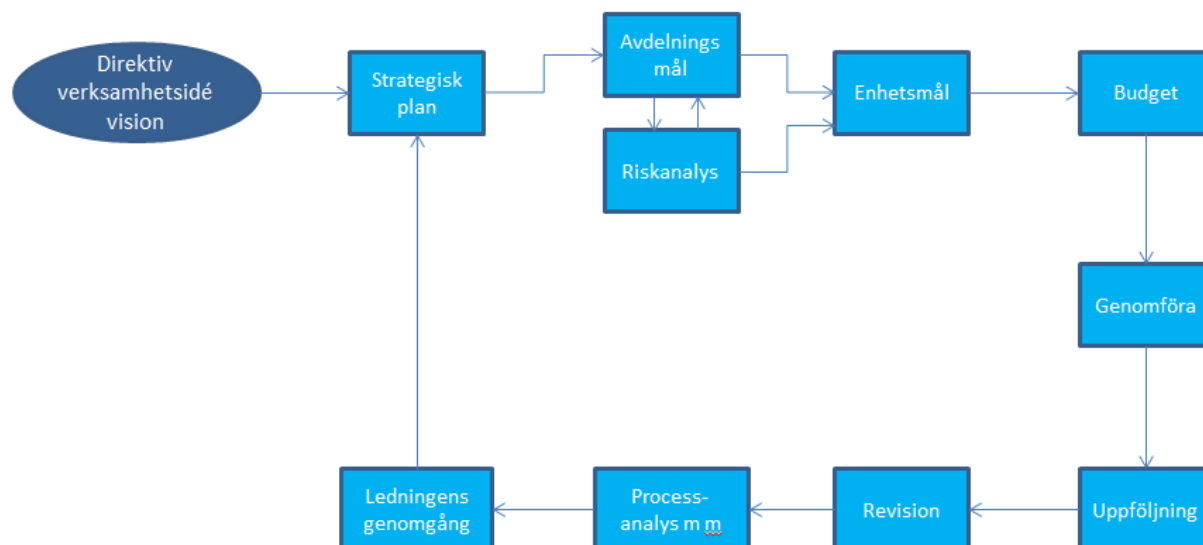 Direktiv
verksamhetsidé
vision
Strategisk
plan
Avdelnings
mål
Riskanalys
Enhetsmål
Budget
Genomföra
Uppföljning
Revision
Process-
analys m m
Ledningens
genomgång